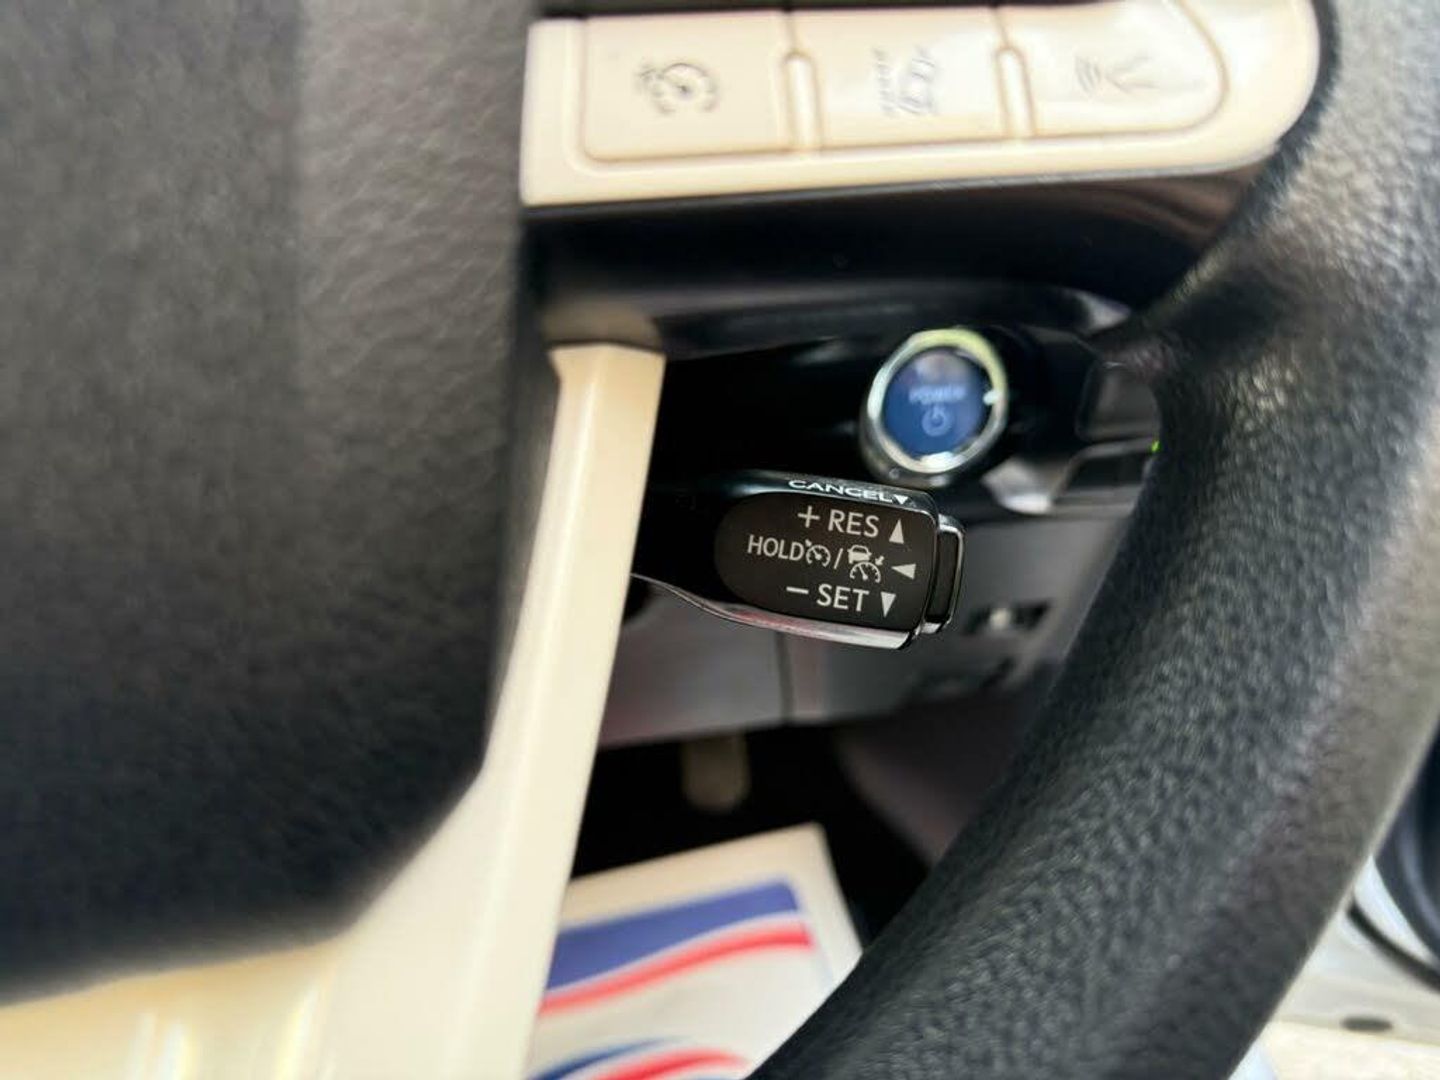 POWER
CANCEL▼
+ RES ▲
HOLD / ◄
− SET ▼